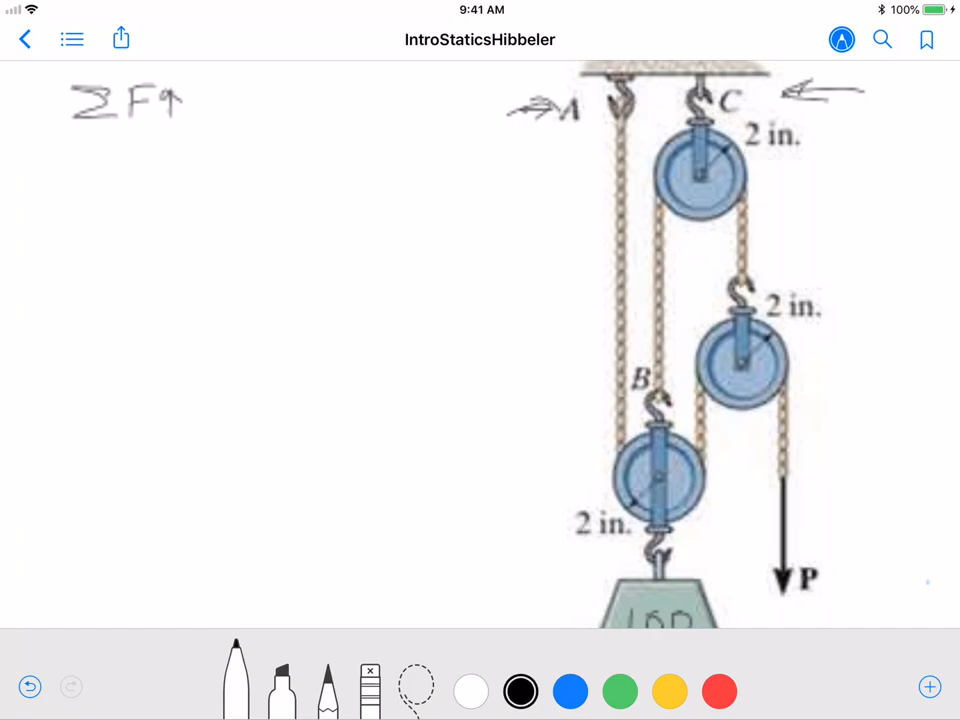 9:41 AM
100%
IntroStaticsHibbeler
ΣF↑
A
C
2 in.
2 in.
B
2 in.
P